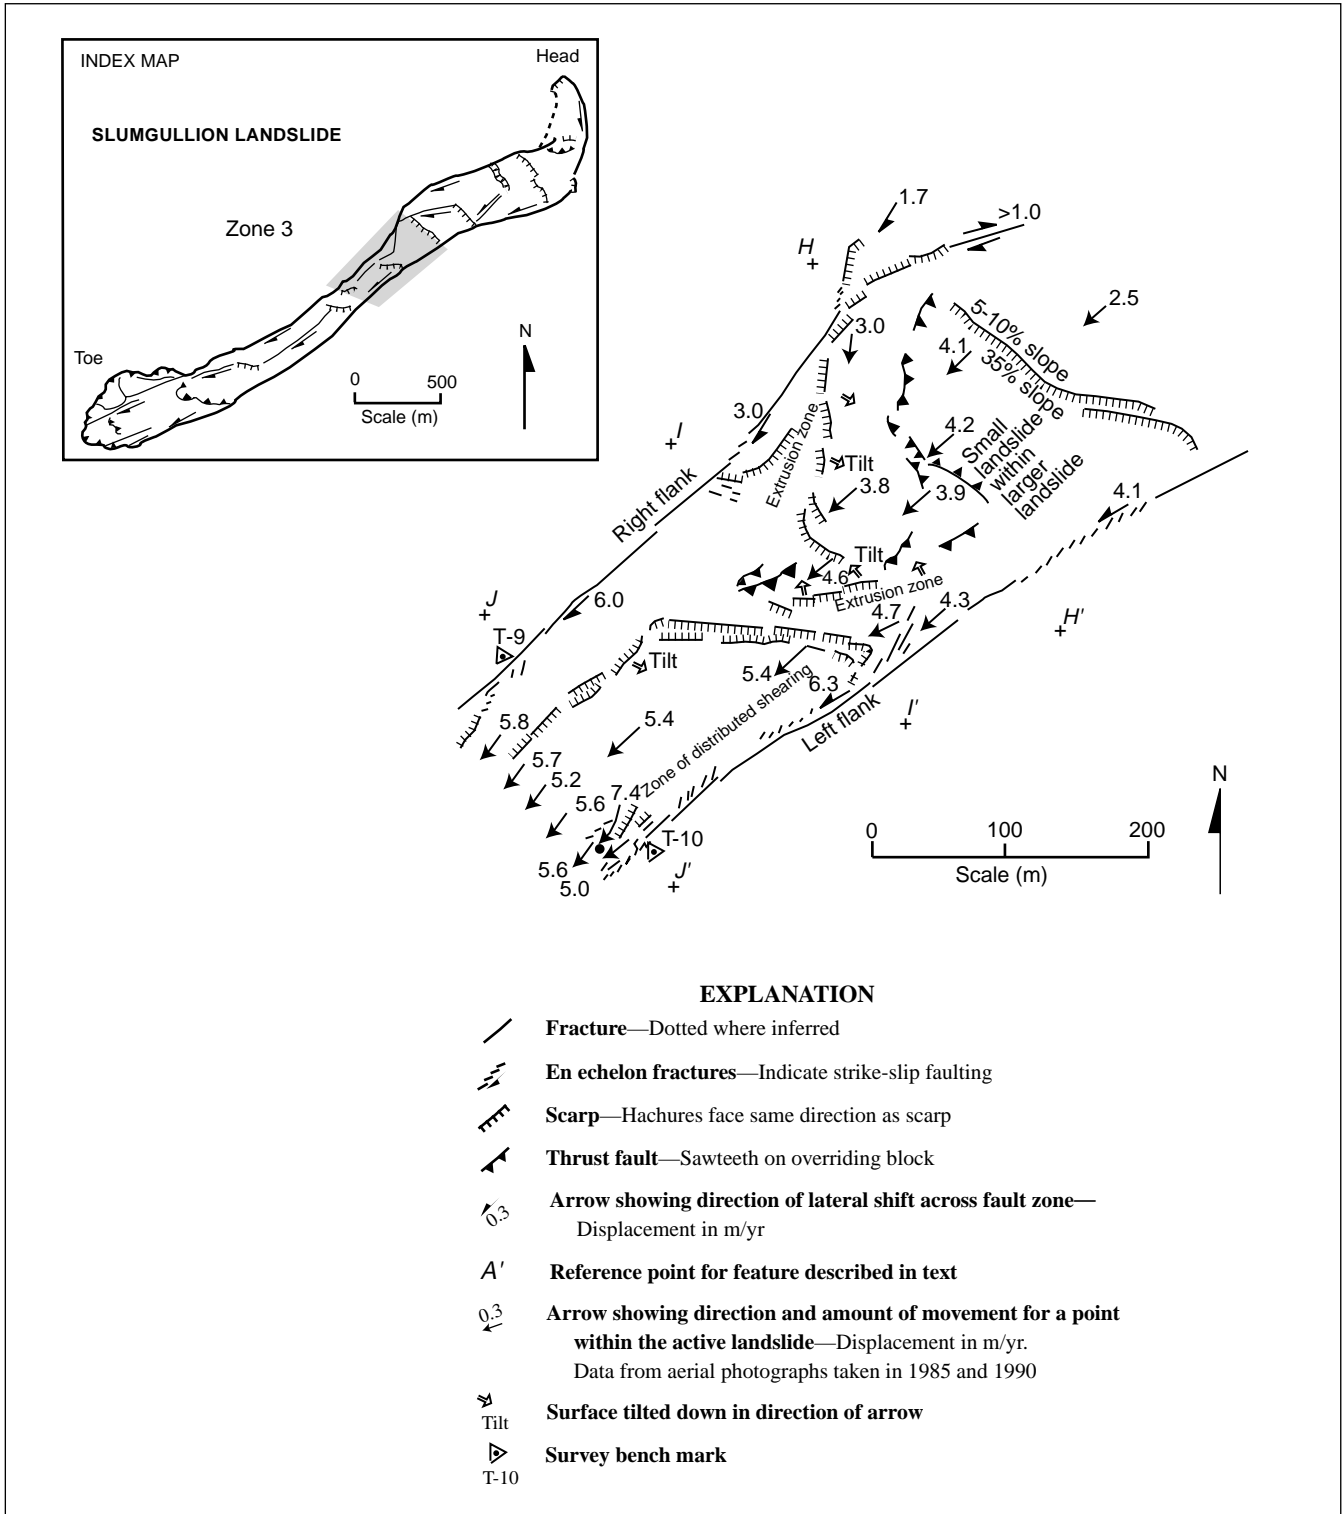 INDEX MAP
Head
SLUMGULLION LANDSLIDE
Zone 3
Toe
0 500
Scale (m)
N
1.7
>1.0
H
2.5
3.0
5-10% slope
4.1
35% slope
3.0
I
Extrusion zone
4.2
Small
landslide
within
larger
landslide
Tilt
3.8
3.9
4.1
Right flank
Tilt
4.6
Extrusion zone
J
6.0
4.7
4.3
H'
T-9
Tilt
5.4
6.3
I'
Left flank
5.8
5.4
Zone of distributed shearing
5.7
5.2
5.6
7.4
T-10
5.6
5.0
J'
N
0 100 200
Scale (m)
EXPLANATION
Fracture—Dotted where inferred
En echelon fractures—Indicate strike-slip faulting
Scarp—Hachures face same direction as scarp
Thrust fault—Sawteeth on overriding block
Arrow showing direction of lateral shift across fault zone—
0.3
Displacement in m/yr
A' Reference point for feature described in text
0.3 Arrow showing direction and amount of movement for a point
within the active landslide—Displacement in m/yr.
Data from aerial photographs taken in 1985 and 1990
Surface tilted down in direction of arrow
Tilt
Survey bench mark
T-10